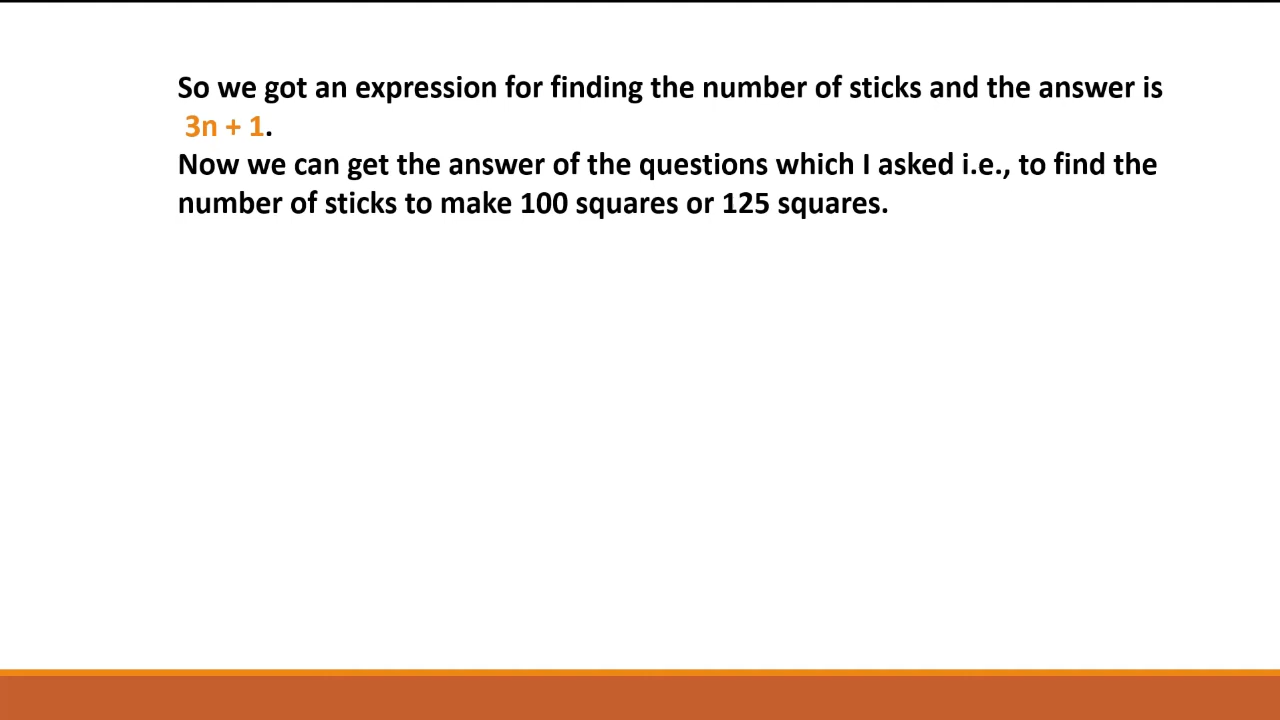 So we got an expression for finding the number of sticks and the answer is
3n + 1.
Now we can get the answer of the questions which I asked i.e., to find the
number of sticks to make 100 squares or 125 squares.